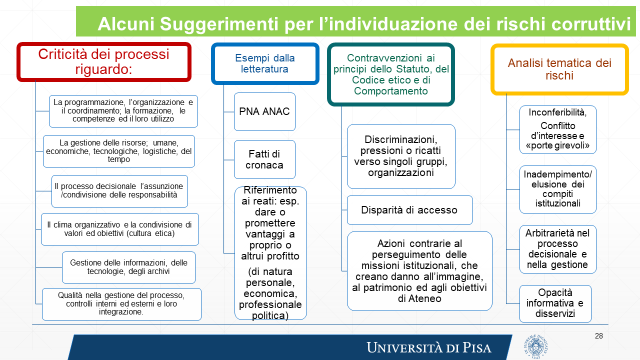 Alcuni Suggerimenti per l'individuazione dei rischi corruttivi
Criticità dei processi
riguardo:
La programmazione, l'organizzazione e
il coordinamento; la formazione, le
competenze ed il loro utilizzo
La gestione delle risorse; umane,
economiche, tecnologiche, logistiche, del
tempo
Il processo decisionale l'assunzione
/condivisione delle responsabilità
Il clima organizzativo e la condivisione di
valori ed obiettivi (cultura etica)
Gestione delle informazioni, delle
tecnologie, degli archivi
Qualità nella gestione del processo,
controlli interni ed esterni e loro
integrazione.
Esempi dalla
letteratura
PNA ANAC
Fatti di
cronaca
Riferimento
ai reati: esp.
dare o
promettere
vantaggi a
proprio o
altrui profitto
(di natura
personale,
economica,
professionale
politica)
Contravvenzioni ai
principi dello Statuto, del
Codice etico e di
Comportamento
Discriminazioni,
pressioni o ricatti
verso singoli gruppi,
organizzazioni
Disparità di accesso
Azioni contrarie al
perseguimento delle
missioni istituzionali, che
creano danno all'immagine,
al patrimonio ed agli obiettivi
di Ateneo
Analisi tematica dei
rischi
Inconferibilità,
Conflitto
d'interesse e
«porte girevoli»
Inadempimento/
elusione dei
compiti
istituzionali
Arbitrarietà nel
processo
decisionale e
nella gestione
Opacità
informativa e
disservizi
28
UNIVERSITÀ DI PISA